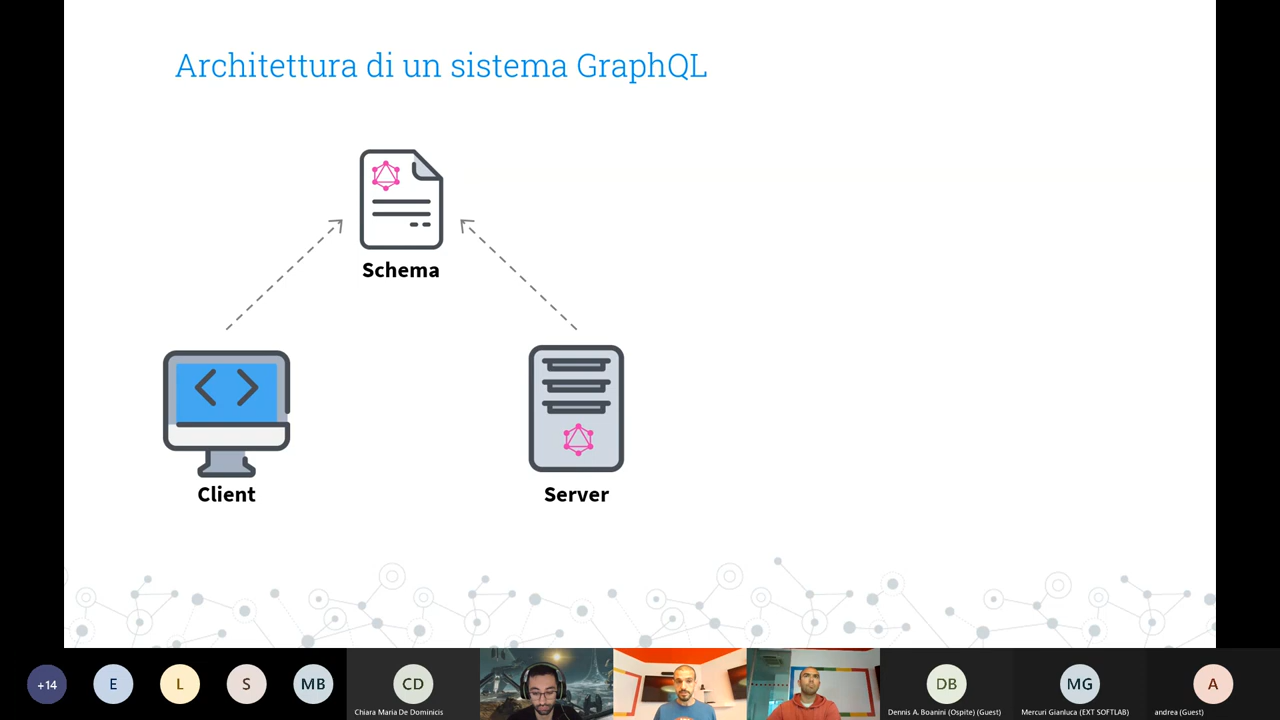 Architettura di un sistema GraphQL
Schema
Client
Server
+14
E
L
S
MB
CD
Chiara Maria De Dominicis
DB
Dennis A. Boanini (Ospite) (Guest)
MG
Mercuri Gianluca (EXT SOFTLAB)
A
andrea (Guest)